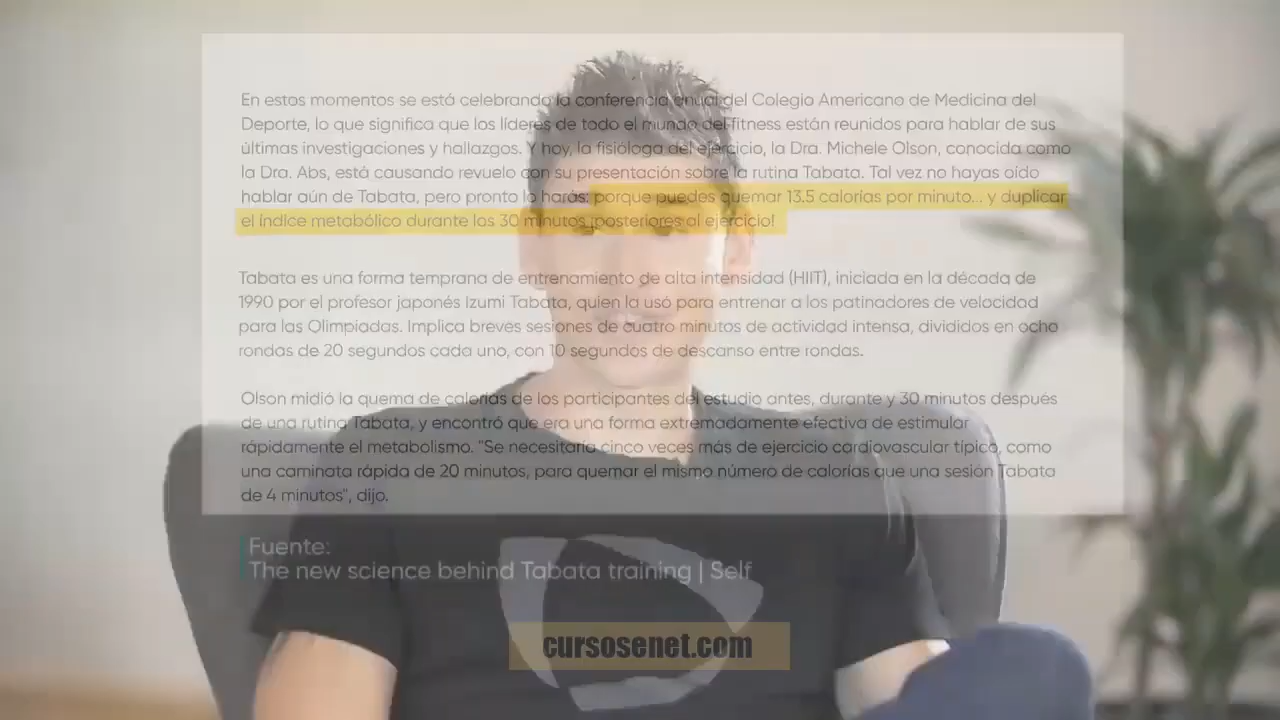 En estos momentos se está celebrando la conferencia anual del Colegio Americano de Medicina del
Deporte, lo que significa que los líderes de todo el mundo del fitness están reunidos para hablar de sus
últimas investigaciones y hallazgos. Y hoy, la fisióloga del ejercicio, la Dra. Michele Olson, conocida como
la Dra. Abs, está causando revuelo con su presentación sobre la rutina Tabata. Tal vez no hayas oído
hablar aún de Tabata, pero pronto lo harás: porque puedes quemar 13.5 calorías por minuto... y duplicar
el índice metabólico durante los 30 minutos ¡posteriores al ejercicio!
Tabata es una forma temprana de entrenamiento de alta intensidad (HIIT), iniciada en la década de
1990 por el profesor japonés Izumi Tabata, quien la usó para entrenar a los patinadores de velocidad
para las Olimpiadas. Implica breves sesiones de cuatro minutos de actividad intensa, divididos en ocho
rondas de 20 segundos cada uno, con 10 segundos de descanso entre rondas.
Olson midió la quema de calorías de los participantes del estudio antes, durante y 30 minutos después
de una rutina Tabata, y encontró que era una forma extremadamente efectiva de estimular
rápidamente el metabolismo. "Se necesitaría cinco veces más de ejercicio cardiovascular típico, como
una caminata rápida de 20 minutos, para quemar el mismo número de calorías que una sesión Tabata
de 4 minutos", dijo.
Fuente:
The new science behind Tabata training | Self
cursosenet.com